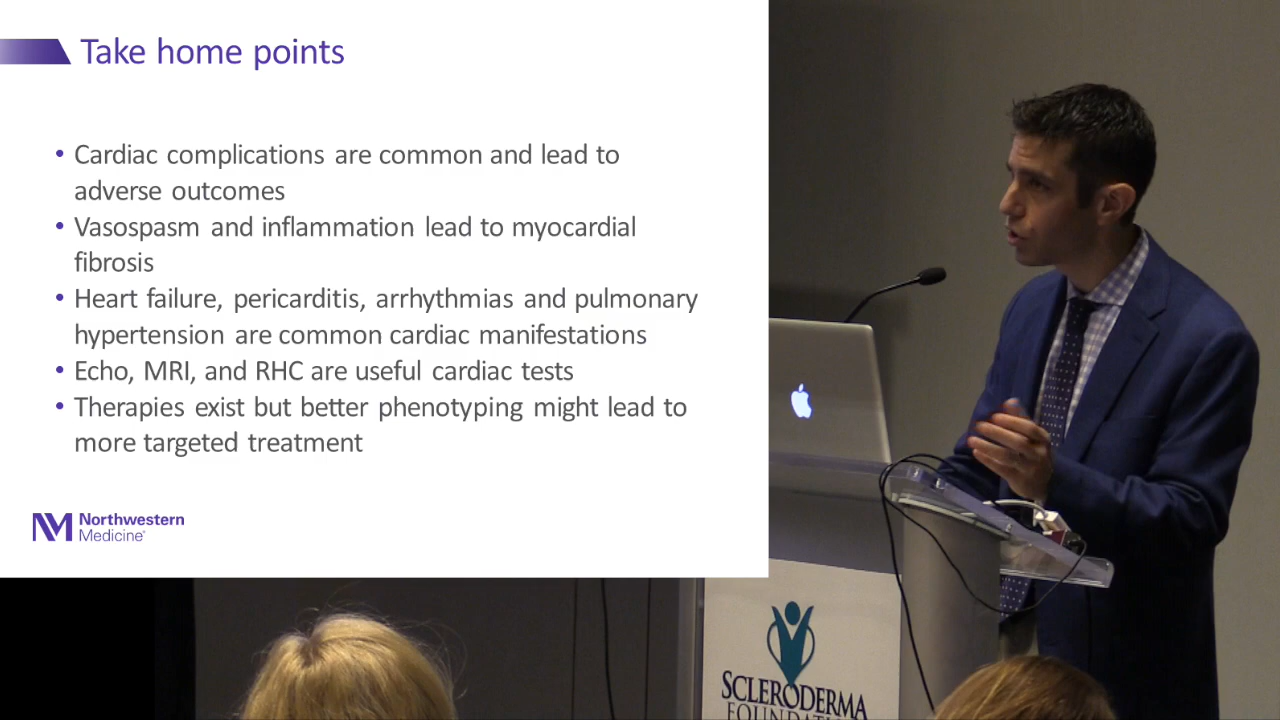 Take home points
• Cardiac complications are common and lead to
adverse outcomes
• Vasospasm and inflammation lead to myocardial
fibrosis
• Heart failure, pericarditis, arrhythmias and pulmonary
hypertension are common cardiac manifestations
• Echo, MRI, and RHC are useful cardiac tests
• Therapies exist but better phenotyping might lead to
more targeted treatment
NM Northwestern
Medicine
SCLERODERMA